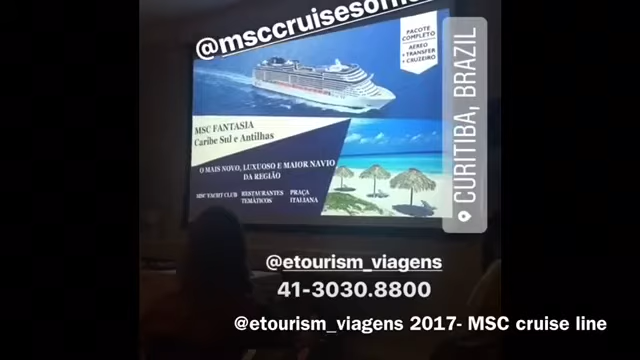 @msccruisesof
PACOTE
COMPLETO
AÉREO
+ TRANSFER
+ CRUZEIRO
MSC FANTASIA
Caribe Sul e Antilhas
O MAIS NOVO, LUXUOSO E MAIOR NAVIO
DA REGIÃO
MSC YACHT CLUB
RESTAURANTES
TEMÁTICOS
PRAÇA
ITALIANA
CURITIBA, BRAZIL
@etourism_viagens
41-3030.8800
@etourism_viagens 2017- MSC cruise line